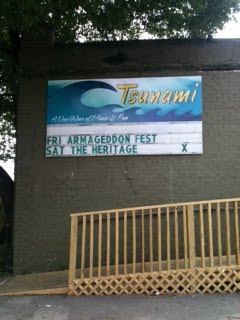 Tsunami
A New Wave of Music & Fun
FRI ARMAGEDDON FEST
SAT THE HERITAGE X